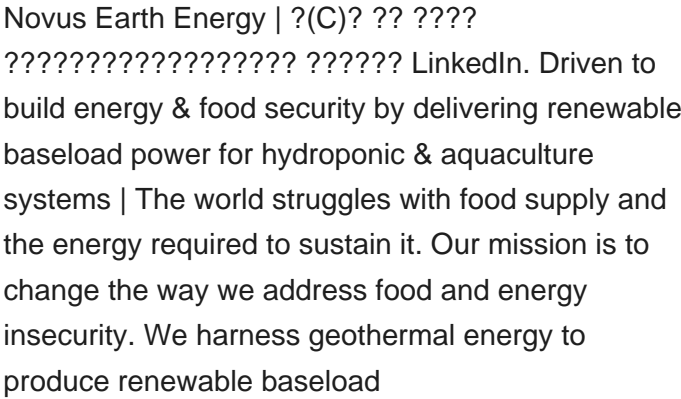 Novus Earth Energy | ?(C)? ?? ????
?????????????????? ?????? LinkedIn. Driven to
build energy & food security by delivering renewable
baseload power for hydroponic & aquaculture
systems | The world struggles with food supply and
the energy required to sustain it. Our mission is to
change the way we address food and energy
insecurity. We harness geothermal energy to
produce renewable baseload